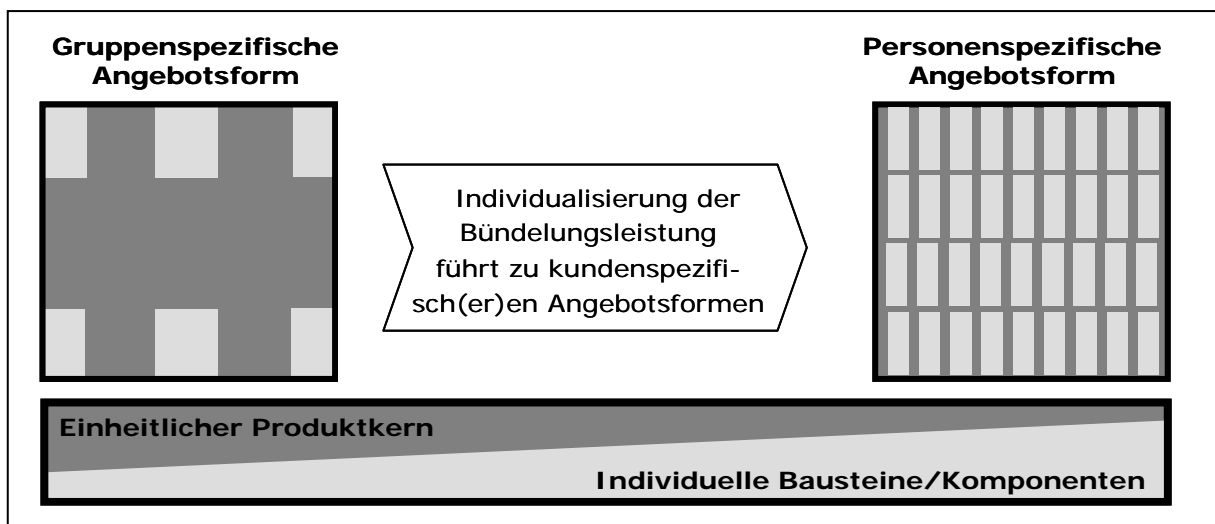 Gruppenspezifische
Angebotsform
Personenspezifische
Angebotsform
Individualisierung der
Bündelungsleistung
führt zu kundenspezifi-
sch(er)en Angebotsformen
Einheitlicher Produktkern
Individuelle Bausteine/Komponenten